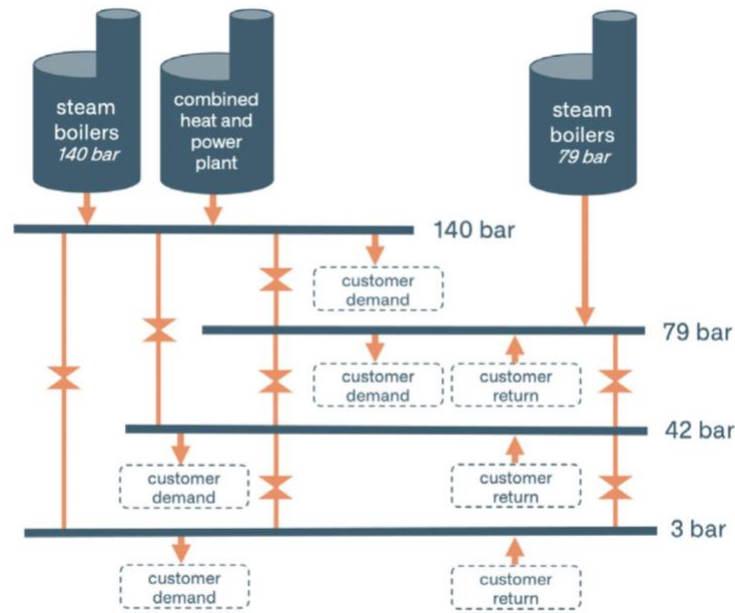 steam
boilers
140 bar
combined
heat and
power
plant
steam
boilers
79 bar
140 bar
customer
demand
79 bar
customer
demand
customer
return
42 bar
customer
demand
customer
return
3 bar
customer
demand
customer
return